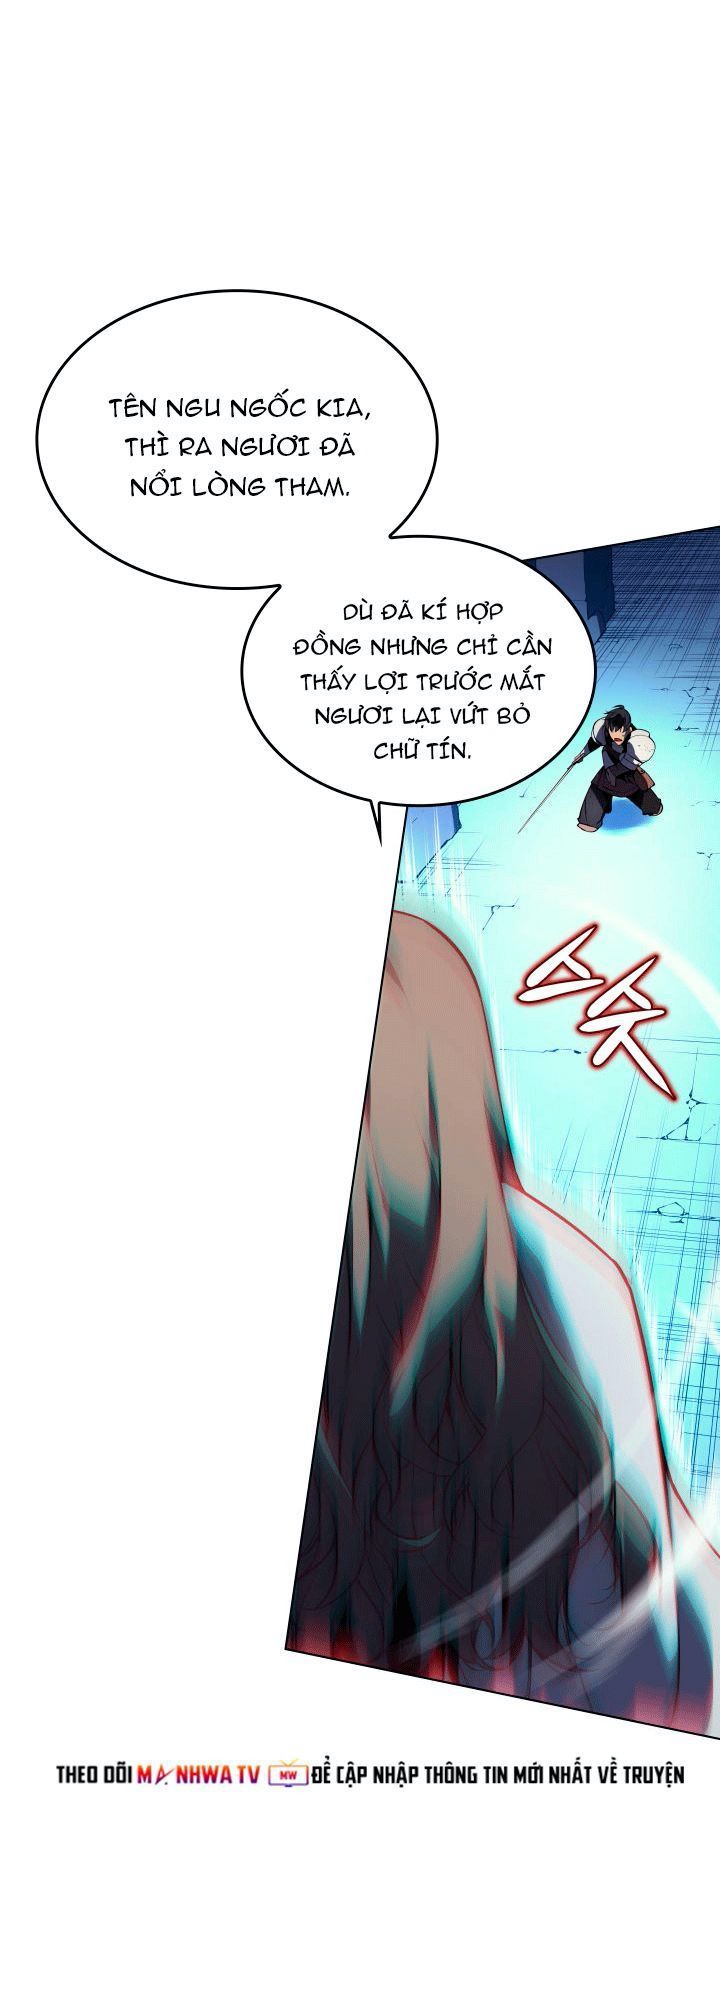 TÊN NGU NGỐC KIA,
THÌ RA NGƯƠI ĐÃ
NỔI LÒNG THAM.
DÙ ĐÃ KÍ HỢP
ĐỒNG NHƯNG CHỈ CẦN
THẤY LỢI TRƯỚC MẮT
NGƯƠI LẠI VỨT BỎ
CHỮ TÍN.
스슷
THEO DÕI MANHWA TV MW ĐỂ CẬP NHẬP THÔNG TIN MỚI NHẤT VỀ TRUYỆN